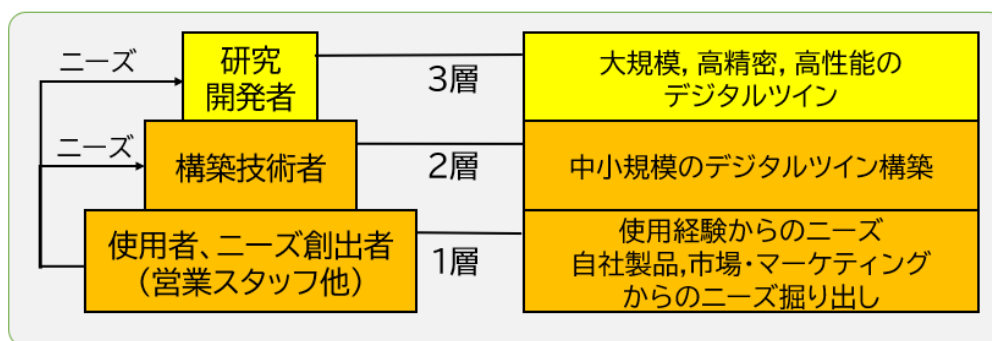 ニーズ
研究
開発者
3層
大規模,高精密,高性能の
デジタルツイン
ニーズ
構築技術者
2層
中小規模のデジタルツイン構築
使用者、ニーズ創出者
（営業スタッフ他）
1層
使用経験からのニーズ
自社製品,市場・マーケティング
からのニーズ掘り出し